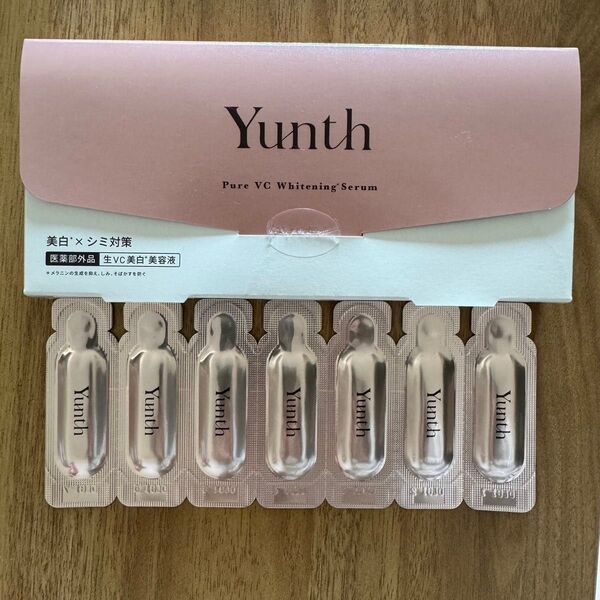 Yunth
Pure VC Whitening* Serum
美白*×シミ対策
医薬部外品 生VC美白*美容液
*メラニンの生成を抑え、しみ、そばかすを防ぐ
Yunth Yunth Yunth Yunth Yunth Yunth Yunth